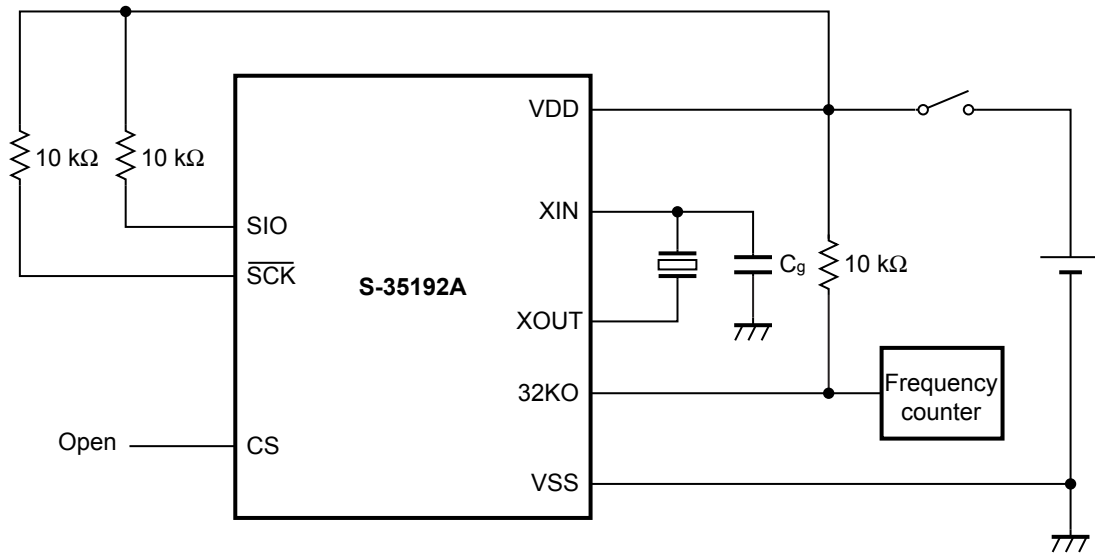 10 kΩ
10 kΩ
SIO
SCK
S-35192A
Open
CS
VDD
XIN
XOUT
32KO
VSS
Cg
10 kΩ
Frequency
counter